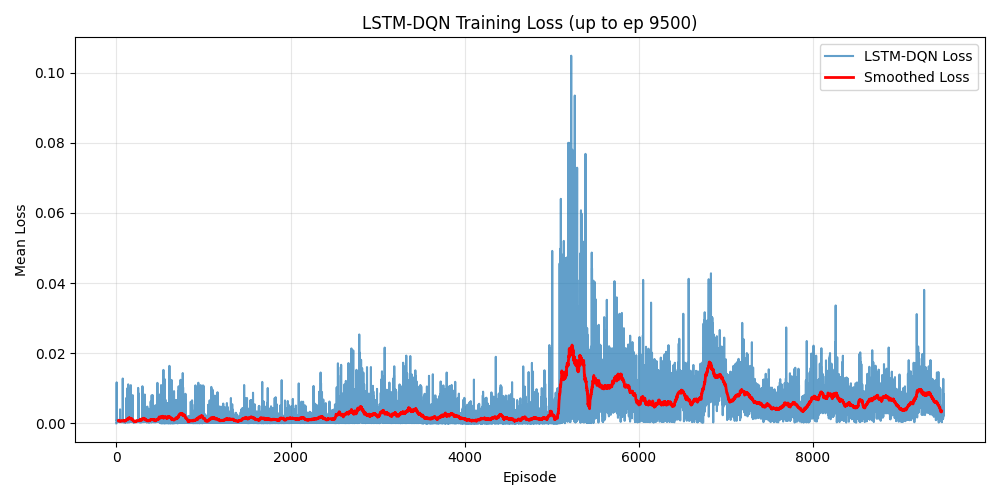 LSTM-DQN Training Loss (up to ep 9500)
LSTM-DQN Loss
Smoothed Loss
Mean Loss
0.10
0.08
0.06
0.04
0.02
0.00
0 2000 4000 6000 8000
Episode